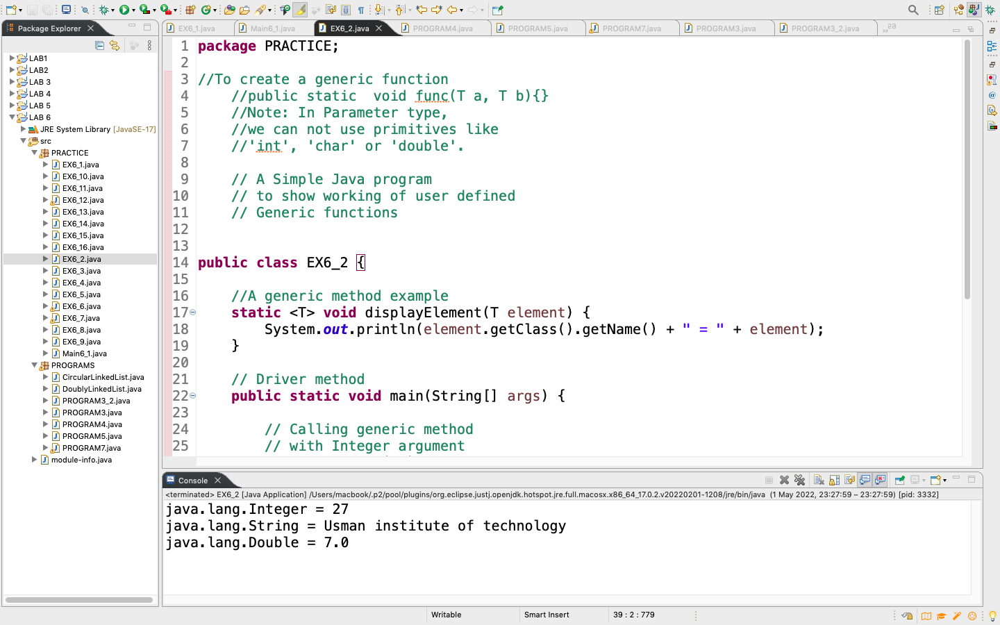 Package Explorer
EX6_1.java
Main6_1.java
EX6_2.java
PROGRAM4.java
PROGRAM5.java
PROGRAM7.java
PROGRAM3.java
PROGRAM3_2.java
»29
LAB1
LAB2
LAB 3
LAB 4
LAB 5
LAB 6
JRE System Library [JavaSE-17]
src
PRACTICE
EX6_1.java
EX6_10.java
EX6_11.java
EX6_12.java
EX6_13.java
EX6_14.java
EX6_15.java
EX6_16.java
EX6_2.java
EX6_3.java
EX6_4.java
EX6_5.java
EX6_6.java
EX6_7.java
EX6_8.java
EX6_9.java
Main6_1.java
PROGRAMS
CircularLinkedList.java
DoublyLinkedList.java
PROGRAM3_2.java
PROGRAM3.java
PROGRAM4.java
PROGRAM5.java
PROGRAM7.java
module-info.java
1 package PRACTICE;
2
3 //To create a generic function
4 //public static  void func(T a, T b){}
5 //Note: In Parameter type,
6 //we can not use primitives like
7 //'int', 'char' or 'double'.
8
9 // A Simple Java program
10 // to show working of user defined
11 // Generic functions
12
13
14 public class EX6_2 {
15
16 //A generic method example
17 static <T> void displayElement(T element) {
18 System.out.println(element.getClass().getName() + " = " + element);
19 }
20
21 // Driver method
22 public static void main(String[] args) {
23
24 // Calling generic method
25 // with Integer argument
Console
<terminated> EX6_2 [Java Application] /Users/macbook/.p2/pool/plugins/org.eclipse.justj.openjdk.hotspot.jre.full.macosx.x86_64_17.0.2.v20220201-1208/jre/bin/java (1 May 2022, 23:27:59 – 23:27:59) [pid: 3332]
java.lang.Integer = 27
java.lang.String = Usman institute of technology
java.lang.Double = 7.0
Writable
Smart Insert
39 : 2 : 779